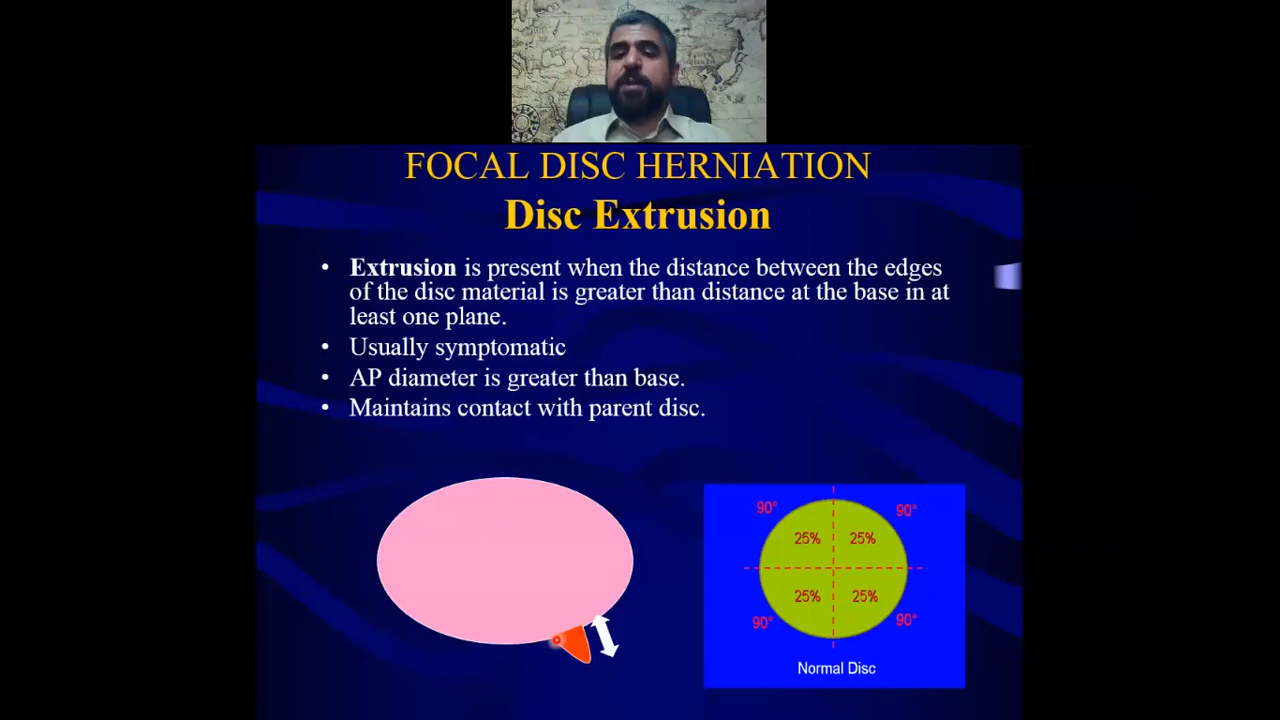 FOCAL DISC HERNIATION
Disc Extrusion
• Extrusion is present when the distance between the edges
of the disc material is greater than distance at the base in at
least one plane.
• Usually symptomatic
• AP diameter is greater than base.
• Maintains contact with parent disc.
90° 90°
25% 25%
25% 25%
90° 90°
Normal Disc